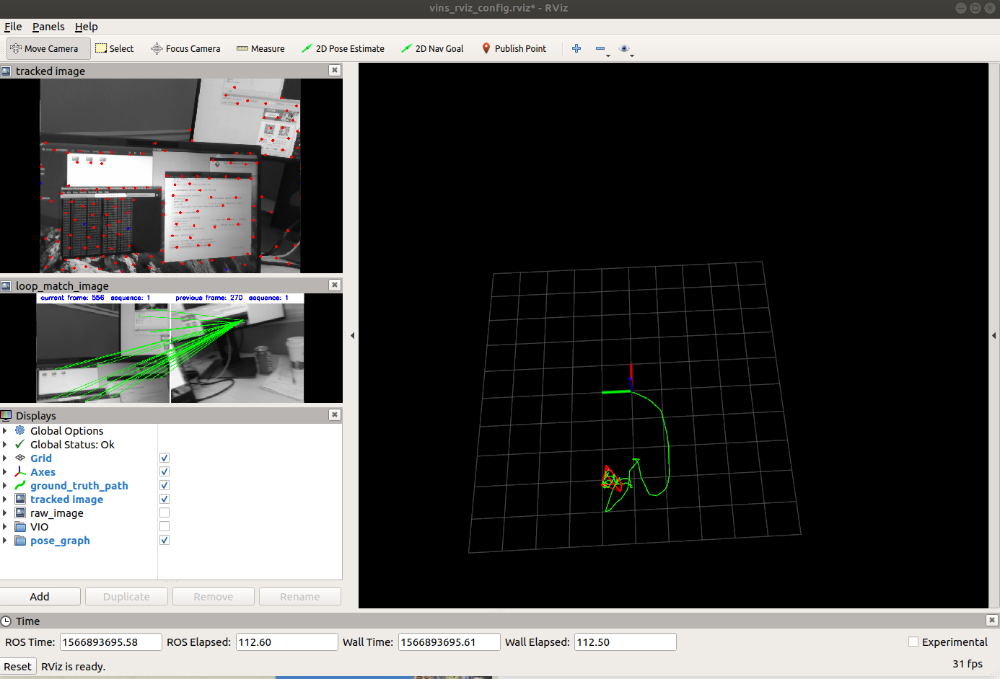 vins_rviz_config.rviz* - RViz
File Panels Help
Move Camera Select Focus Camera Measure 2D Pose Estimate 2D Nav Goal Publish Point
tracked image
loop_match_image
current frame: 556 sequence: 1 previous frame: 270 sequence: 1
Displays
Global Options
Global Status: Ok
Grid
Axes
ground_truth_path
tracked image
raw_image
VIO
pose_graph
Add Duplicate Remove Rename
Time
ROS Time: 1566893695.58 ROS Elapsed: 112.60 Wall Time: 1566893695.61 Wall Elapsed: 112.50 Experimental
Reset RViz is ready. 31 fps